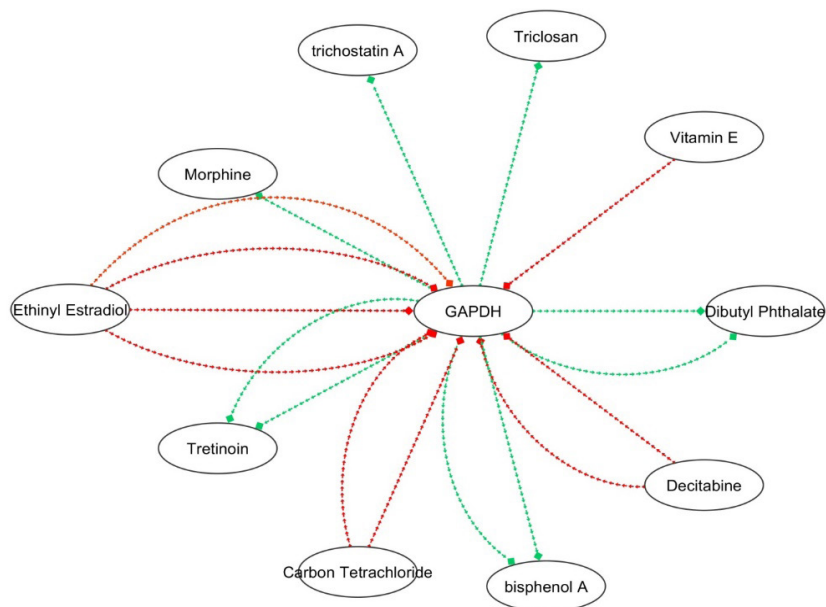 Triclosan
trichostatin A
Vitamin E
Morphine
Ethinyl Estradiol
GAPDH
Dibutyl Phthalate
Tretinoin
Decitabine
Carbon Tetrachloride
bisphenol A